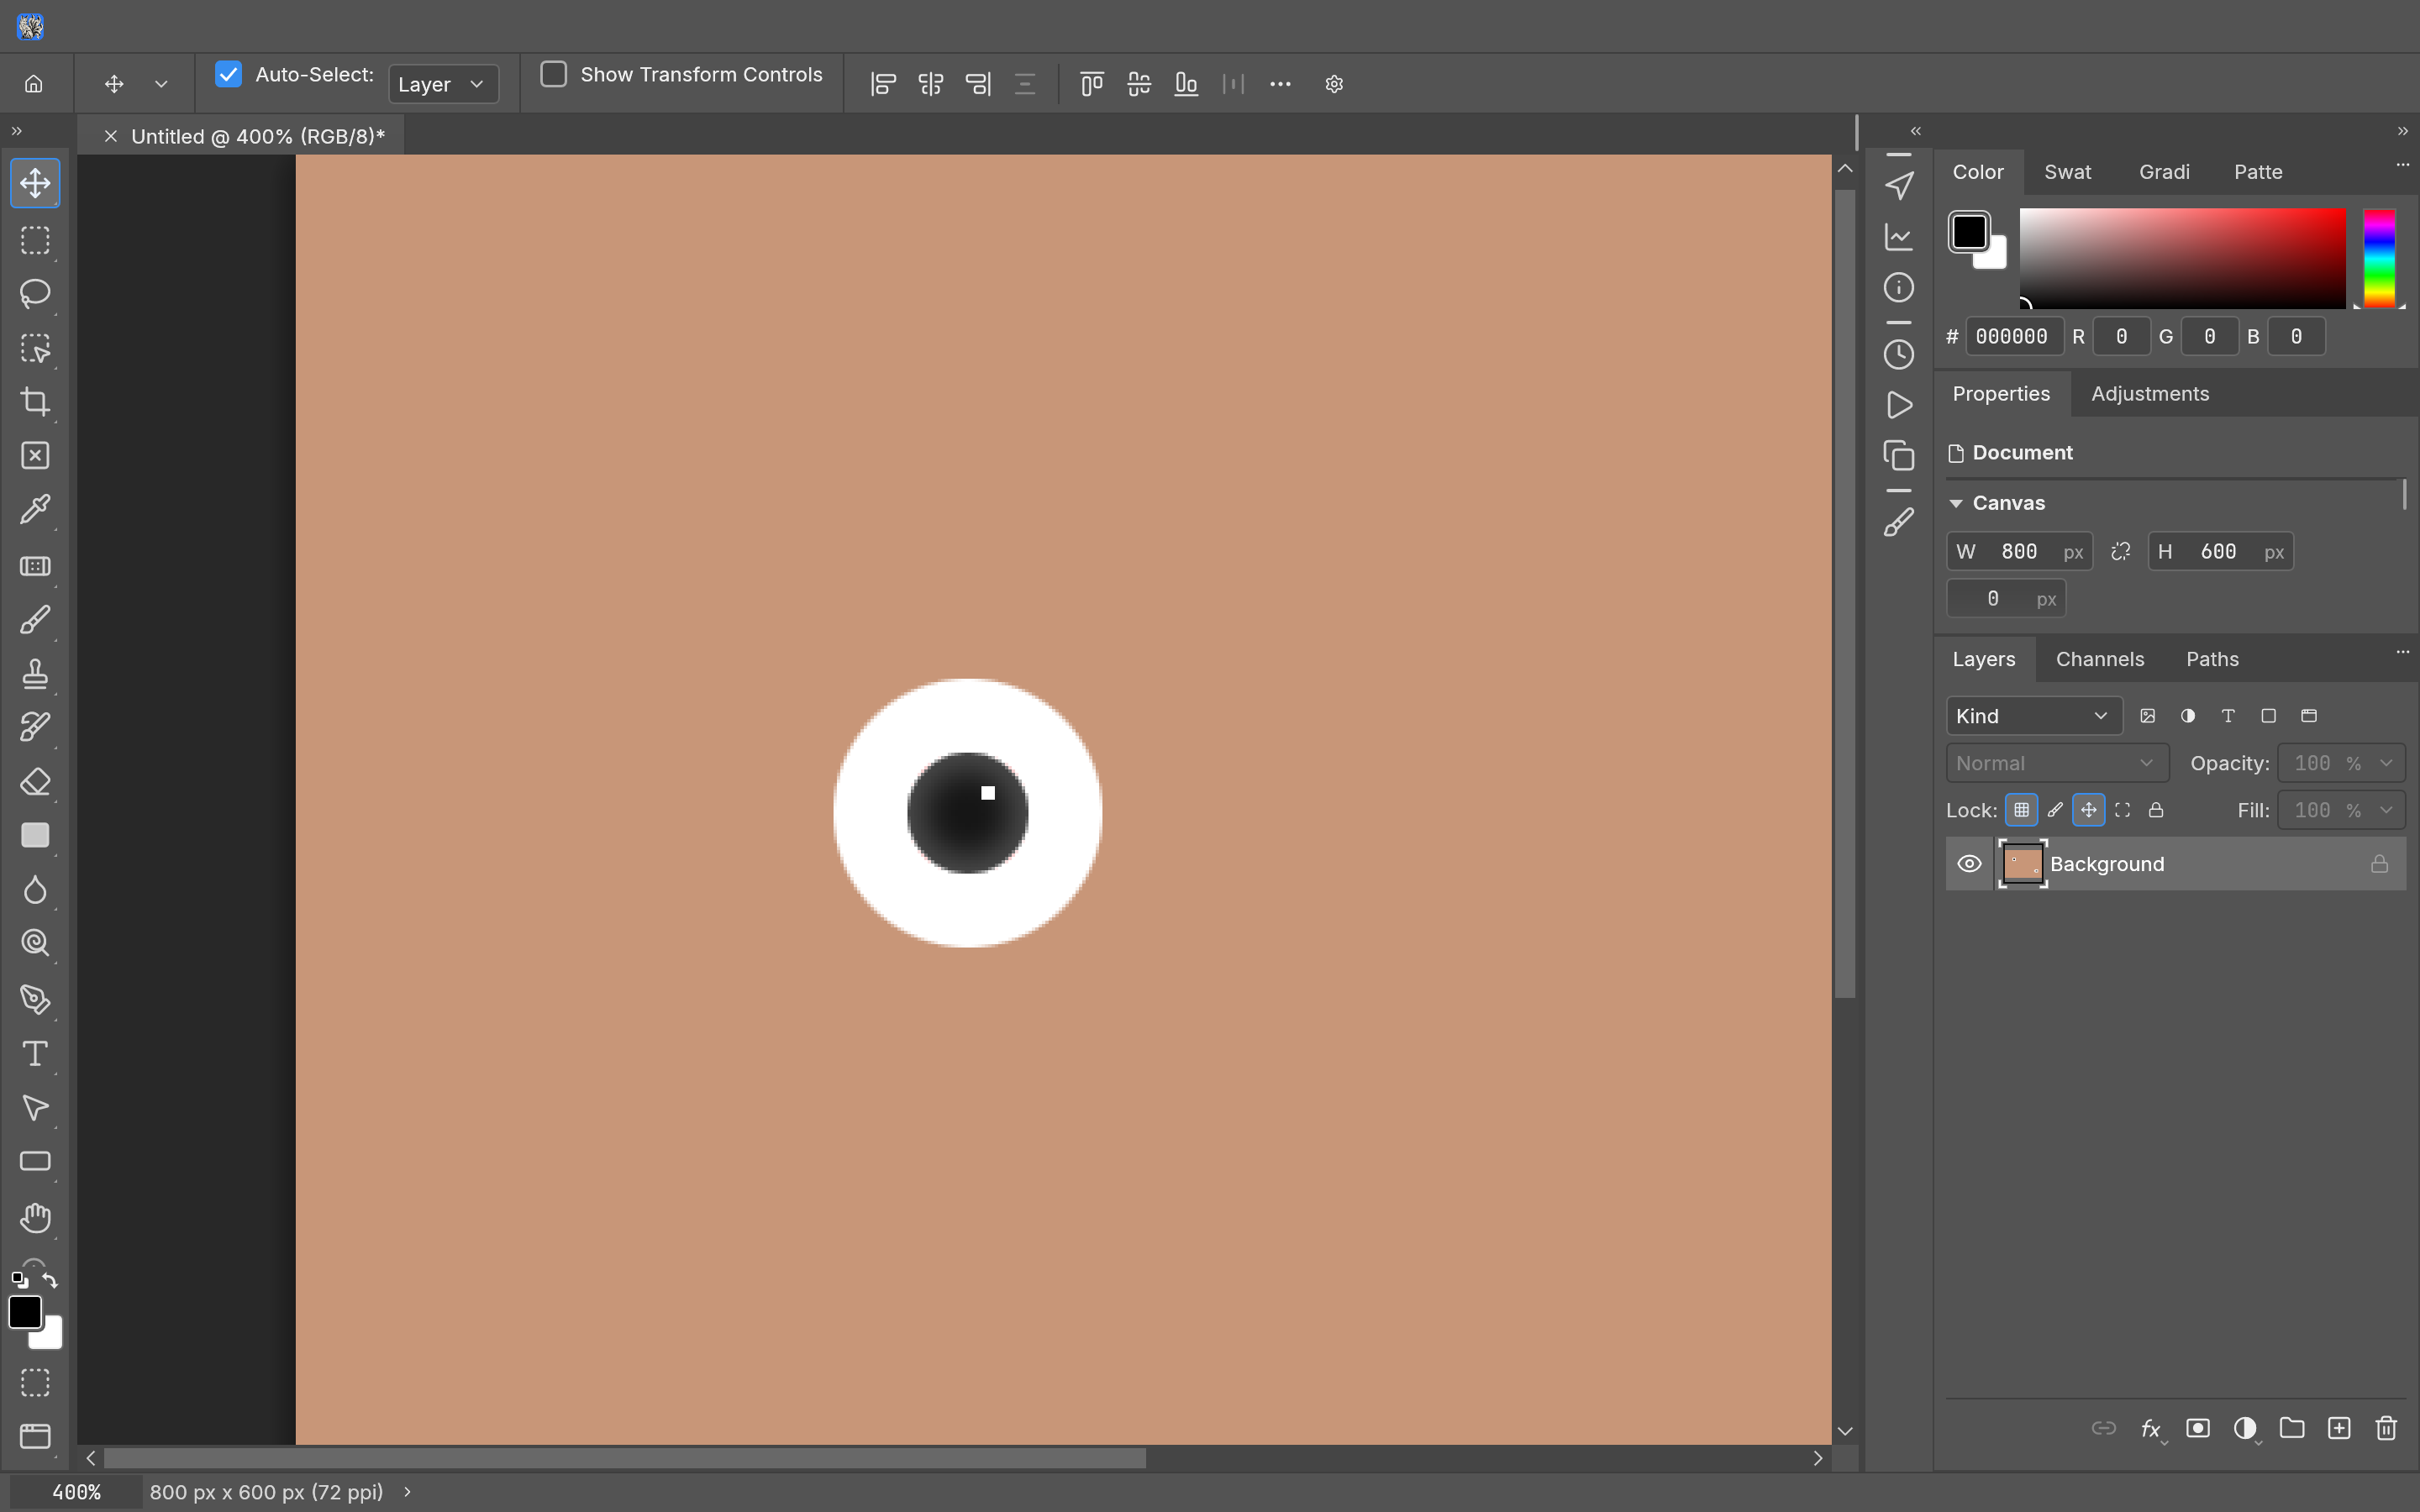 Auto-Select:
Layer
Show Transform Controls
Untitled @ 400% (RGB/8)*
Color
Swat
Gradi
Patte
# 000000 R 0 G 0 B 0
Properties
Adjustments
Document
Canvas
W 800 px
H 600 px
0 px
Layers
Channels
Paths
Kind
Normal
Opacity: 100 %
Lock:
Fill: 100 %
Background
fx
400%
800 px x 600 px (72 ppi)